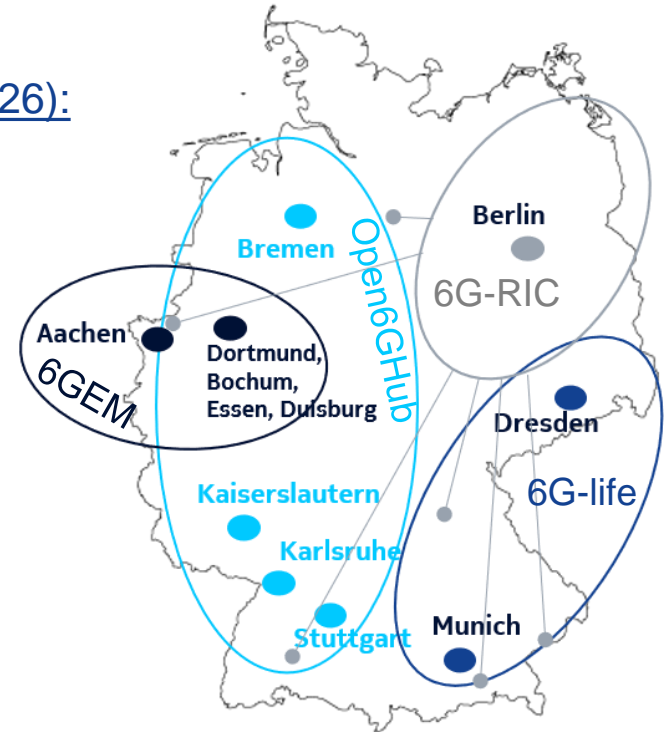 26):
Berlin
Bremen
Open6GHub
6G-RIC
Aachen
Dortmund,
Bochum,
Essen, Duisburg
6GEM
Dresden
6G-life
Kaiserslautern
Karlsruhe
Stuttgart
Munich